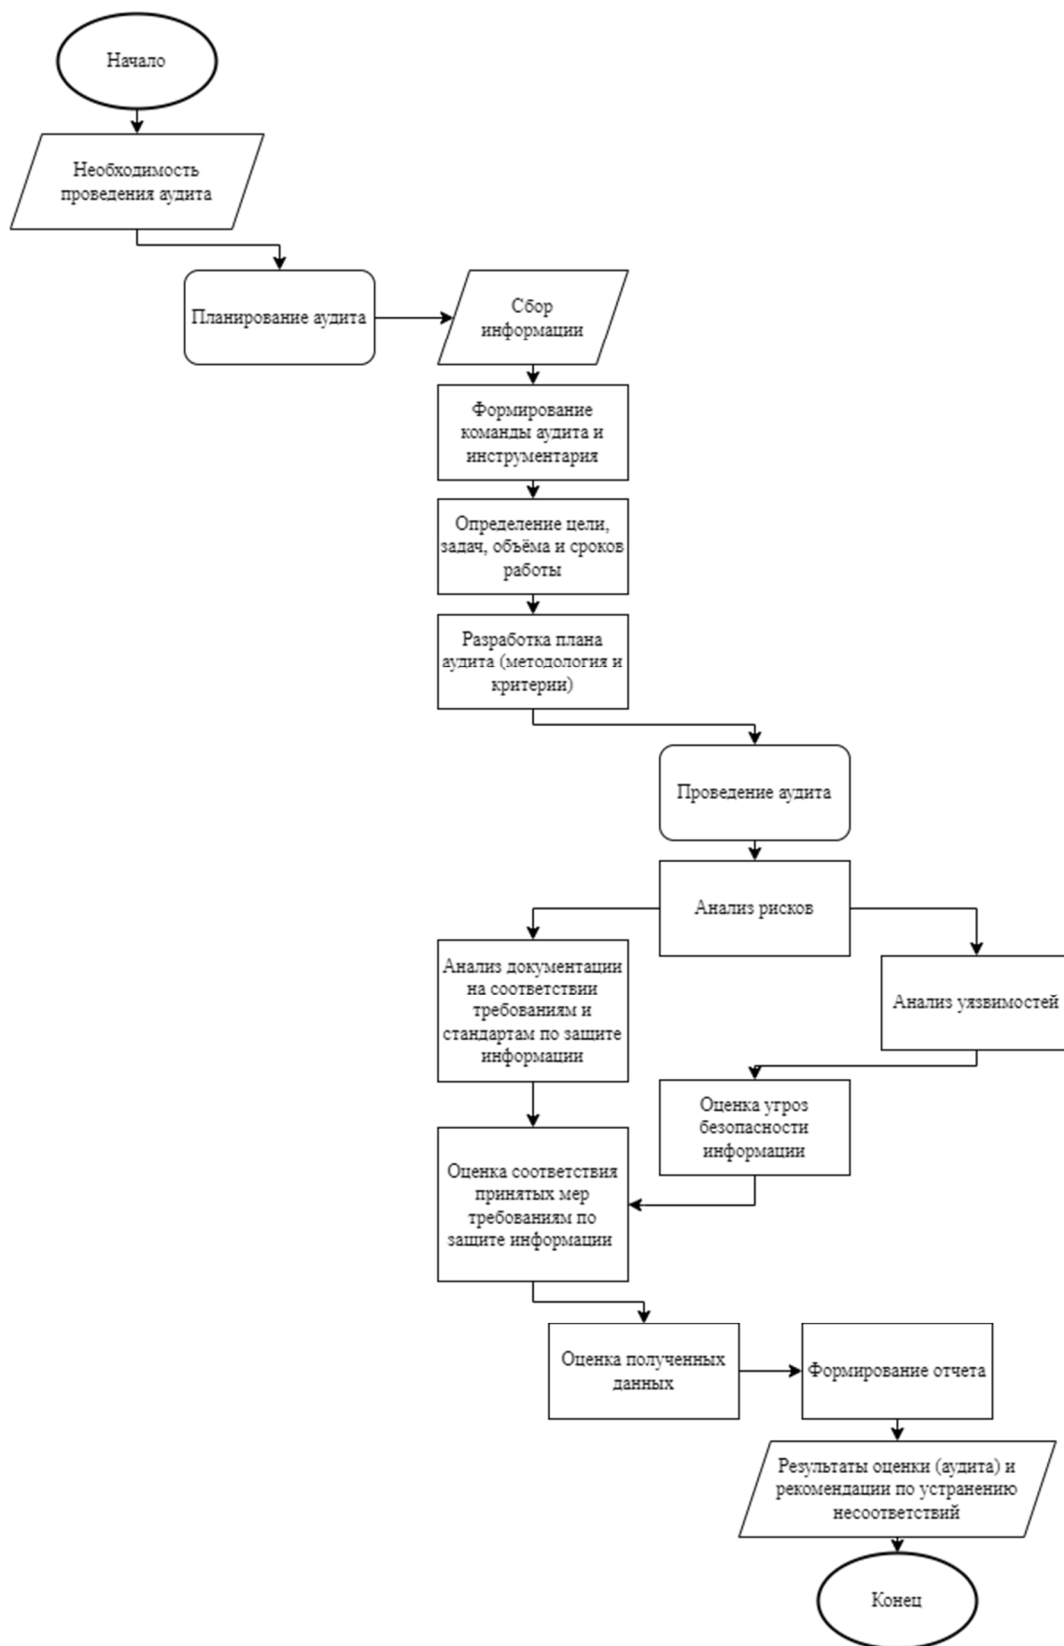 Начало
Необходимость
проведения аудита
Планирование аудита
Сбор
информации
Формирование
команды аудита и
инструментария
Определение цели,
задач, объёма и сроков
работы
Разработка плана
аудита (методология и
критерии)
Проведение аудита
Анализ рисков
Анализ документации
на соответствии
требованиям и
стандартам по защите
информации
Анализ уязвимостей
Оценка угроз
безопасности
информации
Оценка соответствия
принятых мер
требованиям по
защите информации
Оценка полученных
данных
Формирование отчета
Результаты оценки (аудита) и
рекомендации по устранению
несоответствий
Конец